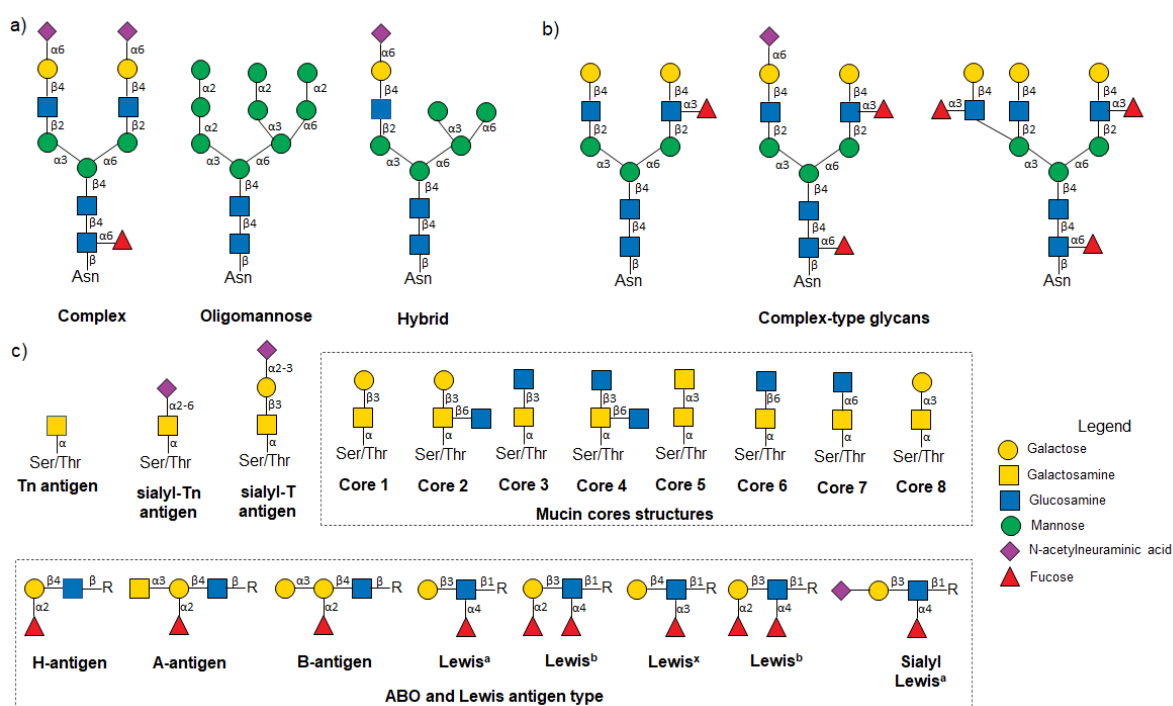 a)
α6
α6
β4
β4
β2
β2
α3
α6
β4
β4
α6
β
Asn
Complex
α2
α2
α2
α2
α3
α6
α3
α6
β4
β4
β
Asn
Oligomannose
α6
β4
β2
α3
α6
α3
α6
β4
β4
β
Asn
Hybrid
b)
β4
β4
α3
β2
β2
α3
α6
β4
β4
β
Asn
α6
β4
β4
α3
β2
β2
α3
α6
β4
β4
α6
β
Asn
β4
β4
β4
α3
α3
β2
β2
α3
α6
β4
β4
α6
β
Asn
Complex-type glycans
c)
α
Ser/Thr
Tn antigen
α2-6
α
Ser/Thr
sialyl-Tn
antigen
α2-3
β3
α
Ser/Thr
sialyl-T
antigen
β3
α
Ser/Thr
Core 1
β3
β6
α
Ser/Thr
Core 2
β3
α
Ser/Thr
Core 3
β3
β6
α
Ser/Thr
Core 4
α3
α
Ser/Thr
Core 5
β6
α
Ser/Thr
Core 6
α6
α
Ser/Thr
Core 7
α3
α
Ser/Thr
Core 8
Mucin cores structures
Legend
Galactose
Galactosamine
Glucosamine
Mannose
N-acetylneuraminic acid
Fucose
β4
β
R
α2
H-antigen
α3
β4
β
R
α2
A-antigen
α3
β4
β
R
α2
B-antigen
β3
β1
R
α4
Lewisᵃ
β3
β1
R
α2
α4
Lewisᵇ
β4
β1
R
α3
Lewisˣ
β3
β1
R
α2
α4
Lewisᵇ
β3
β1
R
α4
Sialyl
Lewisᵃ
ABO and Lewis antigen type